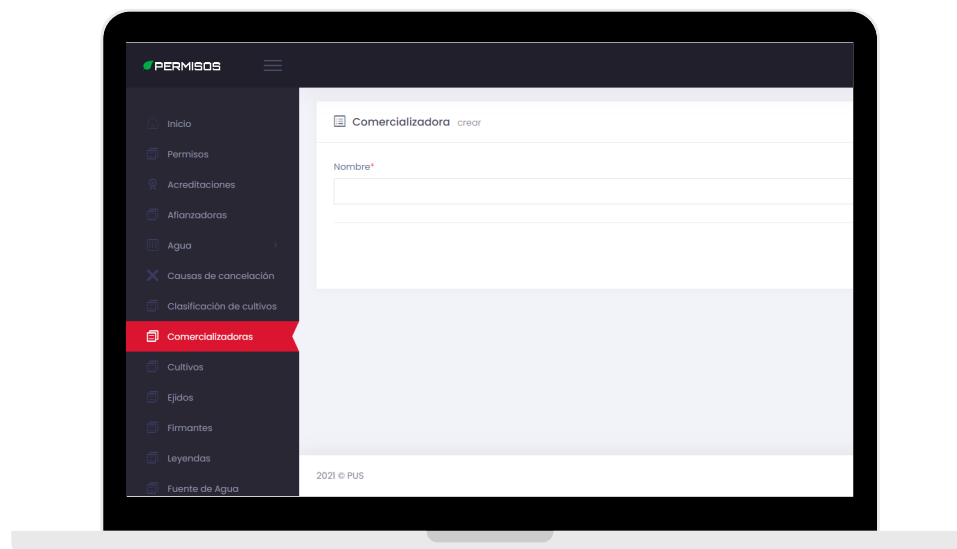 PERMISOS
Inicio
Permisos
Acreditaciones
Afianzadoras
Agua
Causas de cancelación
Clasificación de cultivos
Comercializadoras
Cultivos
Ejidos
Firmantes
Leyendas
Fuente de Agua
Comercializadora crear
Nombre*
2021 © PUS